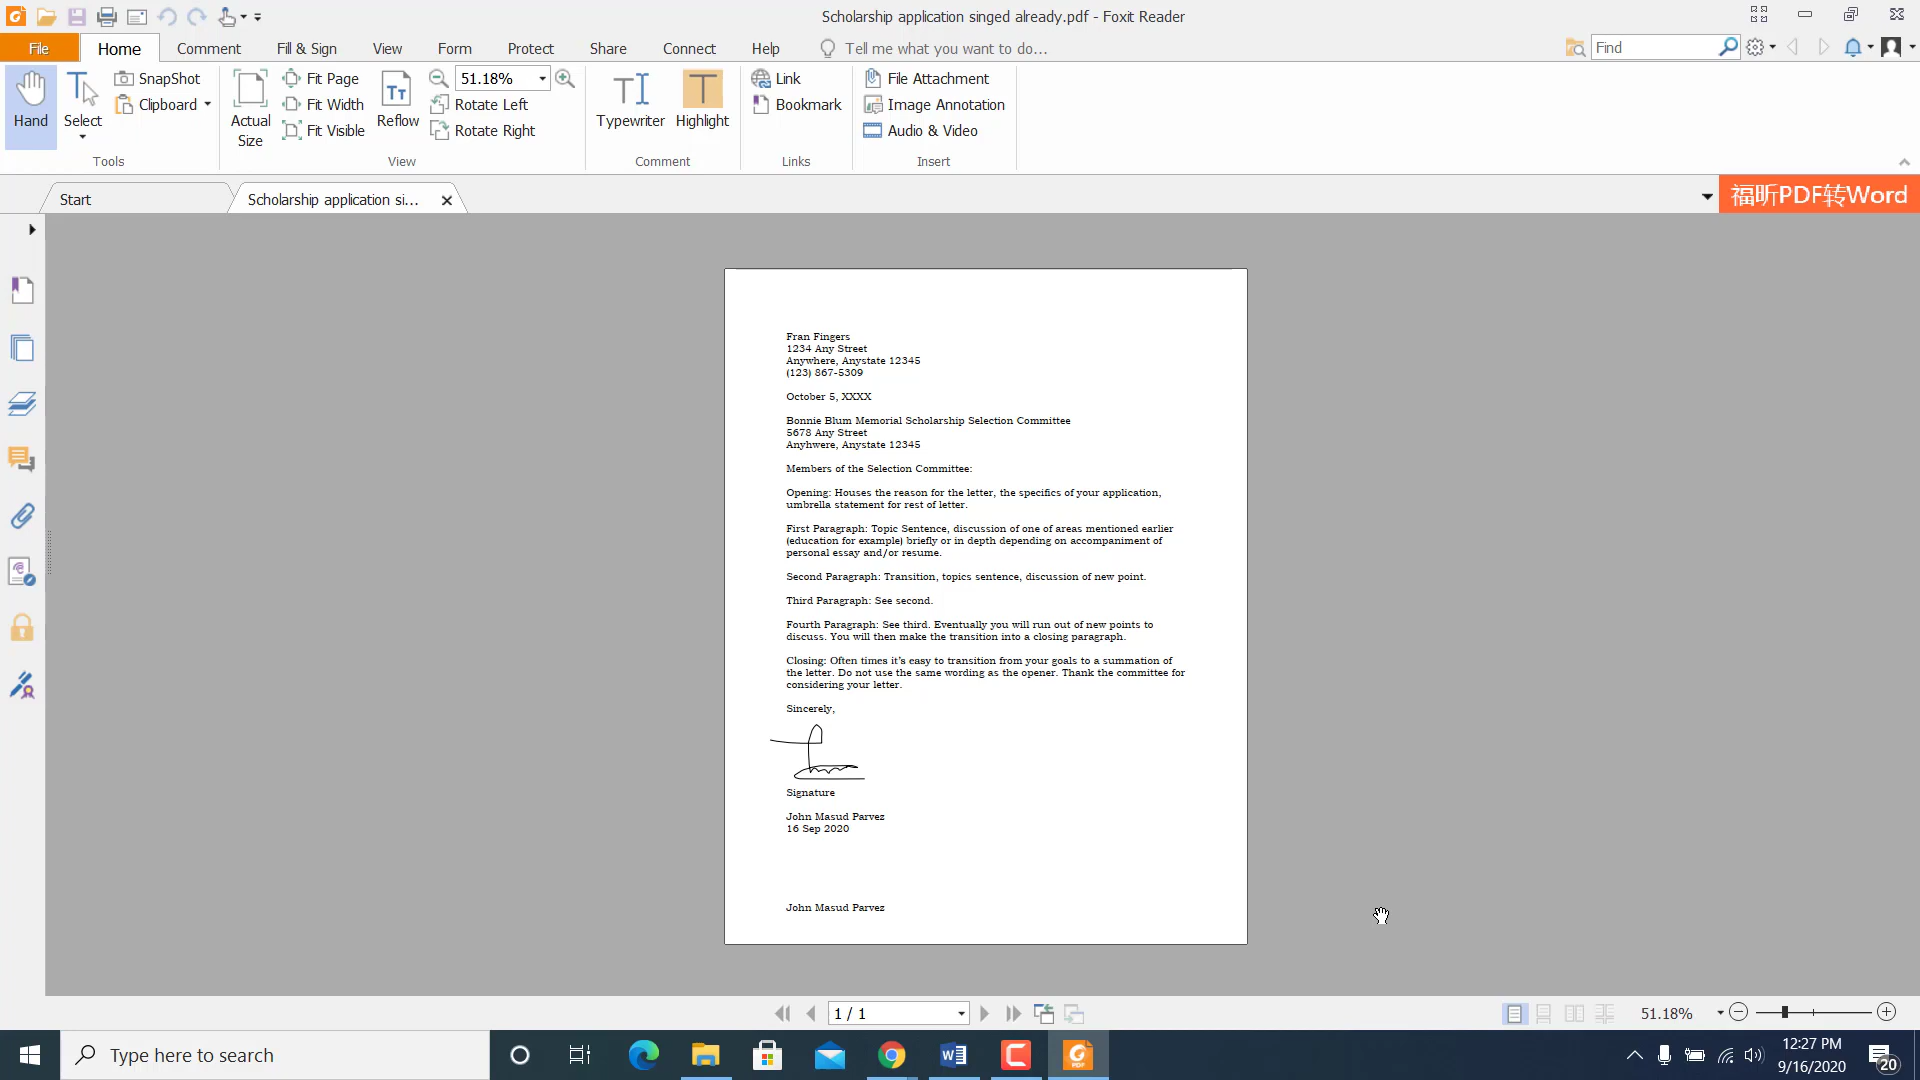 Scholarship application singed already.pdf - Foxit Reader
File Home Comment Fill & Sign View Form Protect Share Connect Help Tell me what you want to do... Find
Hand
Select
SnapShot
Clipboard
Tools
Actual Size
Fit Page
Fit Width
Fit Visible
Reflow
51.18%
Rotate Left
Rotate Right
View
Typewriter
Highlight
Comment
Link
Bookmark
Links
File Attachment
Image Annotation
Audio & Video
Insert
Start
Scholarship application si...
福昕PDF转Word
Fran Fingers
1234 Any Street
Anywhere, Anystate 12345
(123) 867-5309
October 5, XXXX
Bonnie Blum Memorial Scholarship Selection Committee
5678 Any Street
Anyhwere, Anystate 12345
Members of the Selection Committee:
Opening: Houses the reason for the letter, the specifics of your application,
umbrella statement for rest of letter.
First Paragraph: Topic Sentence, discussion of one of areas mentioned earlier
(education for example) briefly or in depth depending on accompaniment of
personal essay and/or resume.
Second Paragraph: Transition, topics sentence, discussion of new point.
Third Paragraph: See second.
Fourth Paragraph: See third. Eventually you will run out of new points to
discuss. You will then make the transition into a closing paragraph.
Closing: Often times it's easy to transition from your goals to a summation of
the letter. Do not use the same wording as the opener. Thank the committee for
considering your letter.
Sincerely,
Signature
John Masud Parvez
16 Sep 2020
John Masud Parvez
1 / 1
51.18%
Type here to search
12:27 PM
9/16/2020
20